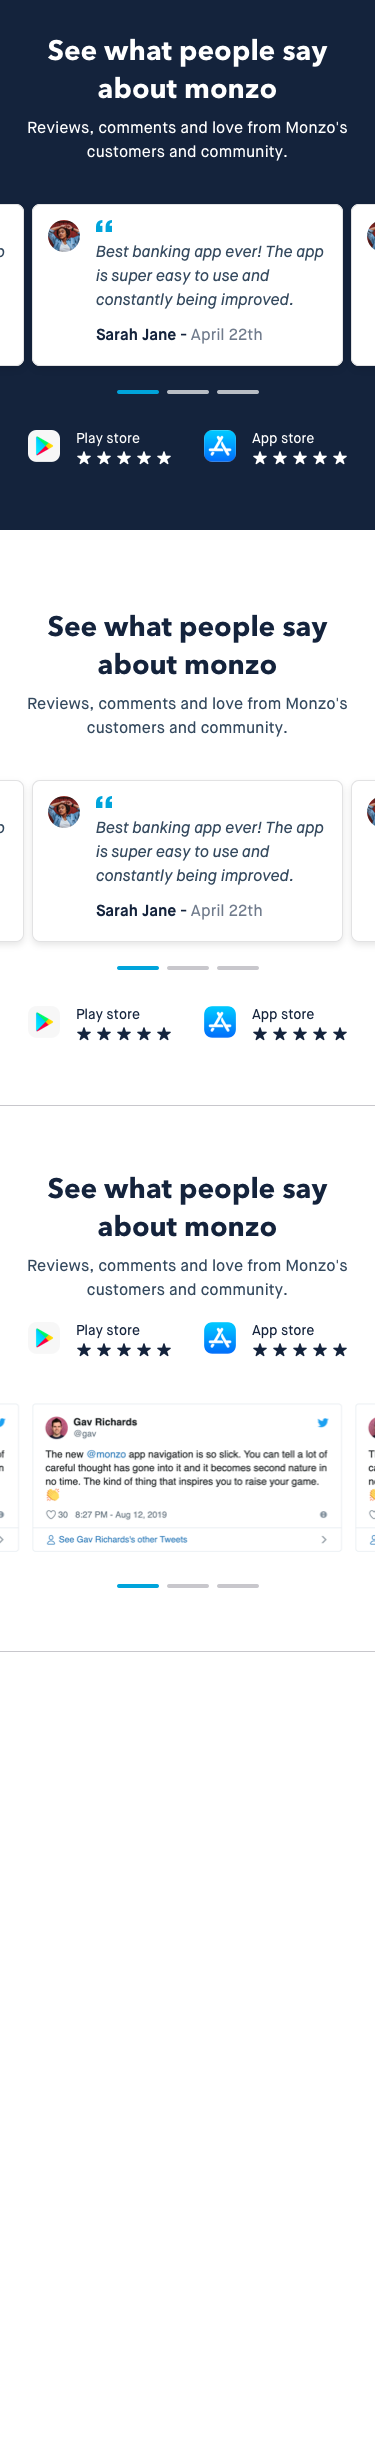 See what people say
about monzo
Reviews, comments and love from Monzo's
customers and community.
“
Best banking app ever! The app
is super easy to use and
constantly being improved.
Sarah Jane - April 22th
Play store
★★★★★
App store
★★★★★
See what people say
about monzo
Reviews, comments and love from Monzo's
customers and community.
“
Best banking app ever! The app
is super easy to use and
constantly being improved.
Sarah Jane - April 22th
Play store
★★★★★
App store
★★★★★
See what people say
about monzo
Reviews, comments and love from Monzo's
customers and community.
Play store
★★★★★
App store
★★★★★
Gav Richards
@gav
The new @monzo app navigation is so slick. You can tell a lot of
careful thought has gone into it and it becomes second nature in
no time. The kind of thing that inspires you to raise your game.
👏
30 8:27 PM - Aug 12, 2019
See Gav Richards's other Tweets